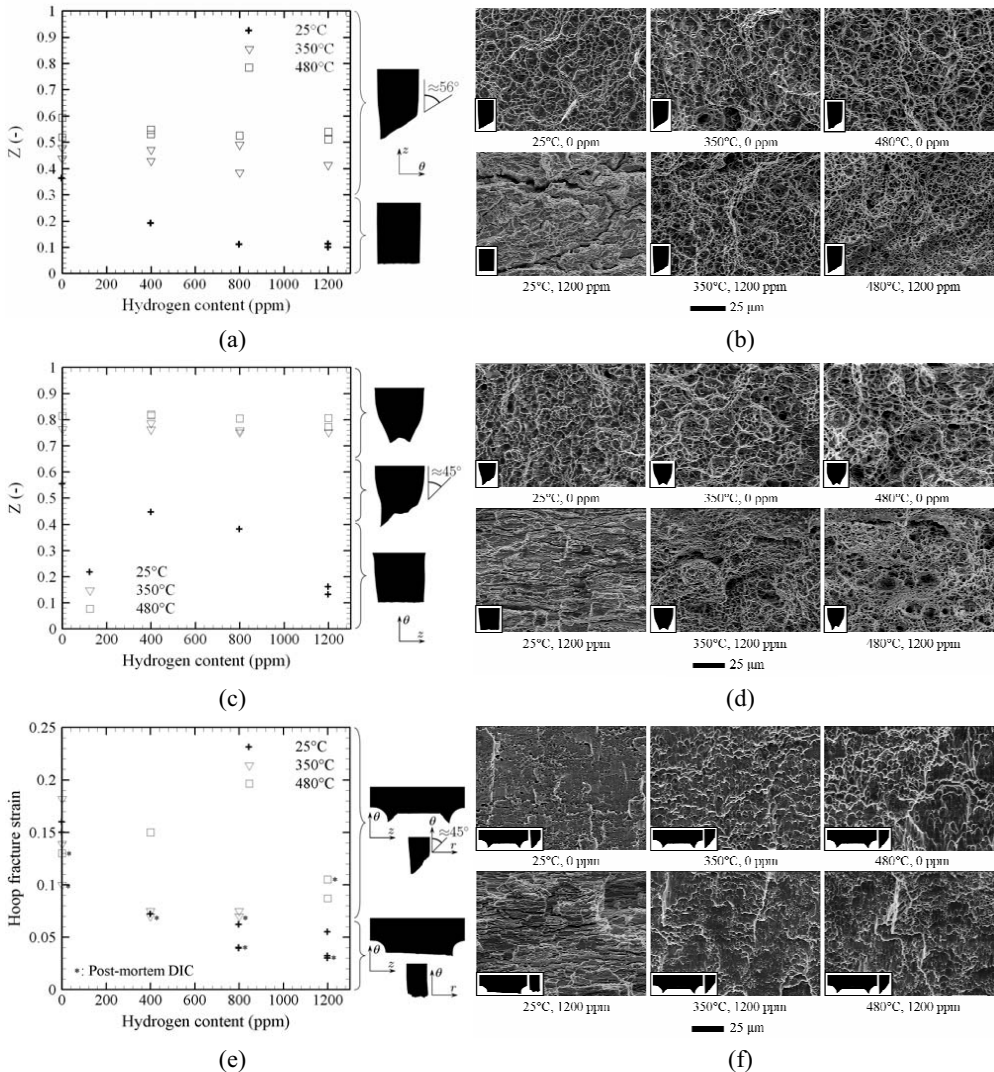 1
0.9
0.8
0.7
0.6
0.5
0.4
0.3
0.2
0.1
0
Z (-)
25°C
350°C
480°C
≈56°
z
θ
0 200 400 600 800 1000 1200
Hydrogen content (ppm)
(a)
25°C, 0 ppm 350°C, 0 ppm 480°C, 0 ppm
25°C, 1200 ppm 350°C, 1200 ppm 480°C, 1200 ppm
25 μm
(b)
1
0.9
0.8
0.7
0.6
0.5
0.4
0.3
0.2
0.1
0
Z (-)
25°C
350°C
480°C
≈45°
θ
z
0 200 400 600 800 1000 1200
Hydrogen content (ppm)
(c)
25°C, 0 ppm 350°C, 0 ppm 480°C, 0 ppm
25°C, 1200 ppm 350°C, 1200 ppm 480°C, 1200 ppm
25 μm
(d)
0.25
0.2
0.15
0.1
0.05
0
Hoop fracture strain
25°C
350°C
480°C
*: Post-mortem DIC
θ
z
θ
≈45°
r
θ
z
θ
r
0 200 400 600 800 1000 1200
Hydrogen content (ppm)
(e)
25°C, 0 ppm 350°C, 0 ppm 480°C, 0 ppm
25°C, 1200 ppm 350°C, 1200 ppm 480°C, 1200 ppm
25 μm
(f)